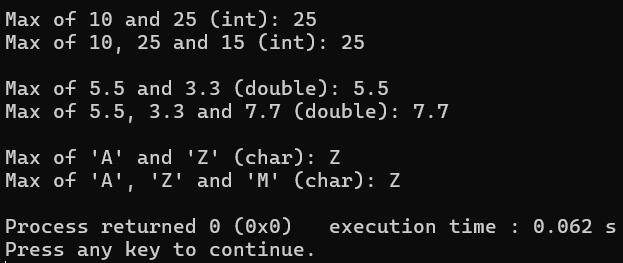 Max of 10 and 25 (int): 25
Max of 10, 25 and 15 (int): 25
Max of 5.5 and 3.3 (double): 5.5
Max of 5.5, 3.3 and 7.7 (double): 7.7
Max of 'A' and 'Z' (char): Z
Max of 'A', 'Z' and 'M' (char): Z
Process returned 0 (0x0)   execution time : 0.062 s
Press any key to continue.